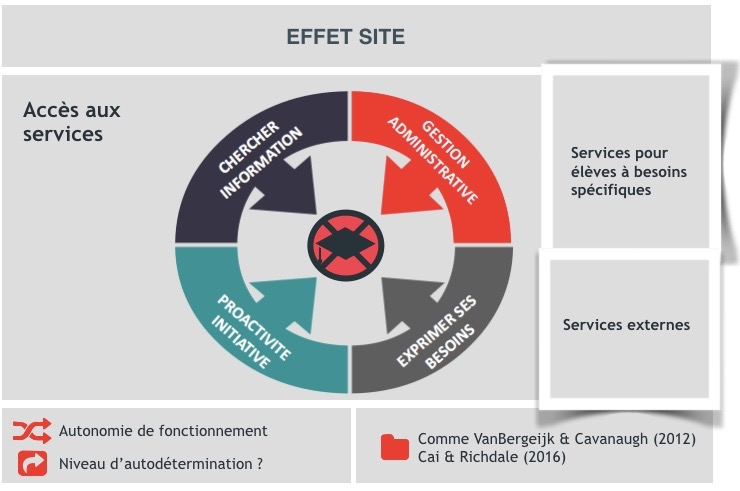 EFFET SITE
Accès aux
services
CHERCHER
INFORMATION
GESTION
ADMINISTRATIVE
PROACTIVITE
INITIATIVE
EXPRIMER SES
BESOINS
Services pour
élèves à besoins
spécifiques
Services externes
Autonomie de fonctionnement
Niveau d’autodétermination ?
Comme VanBergeijk & Cavanaugh (2012)
Cai & Richdale (2016)